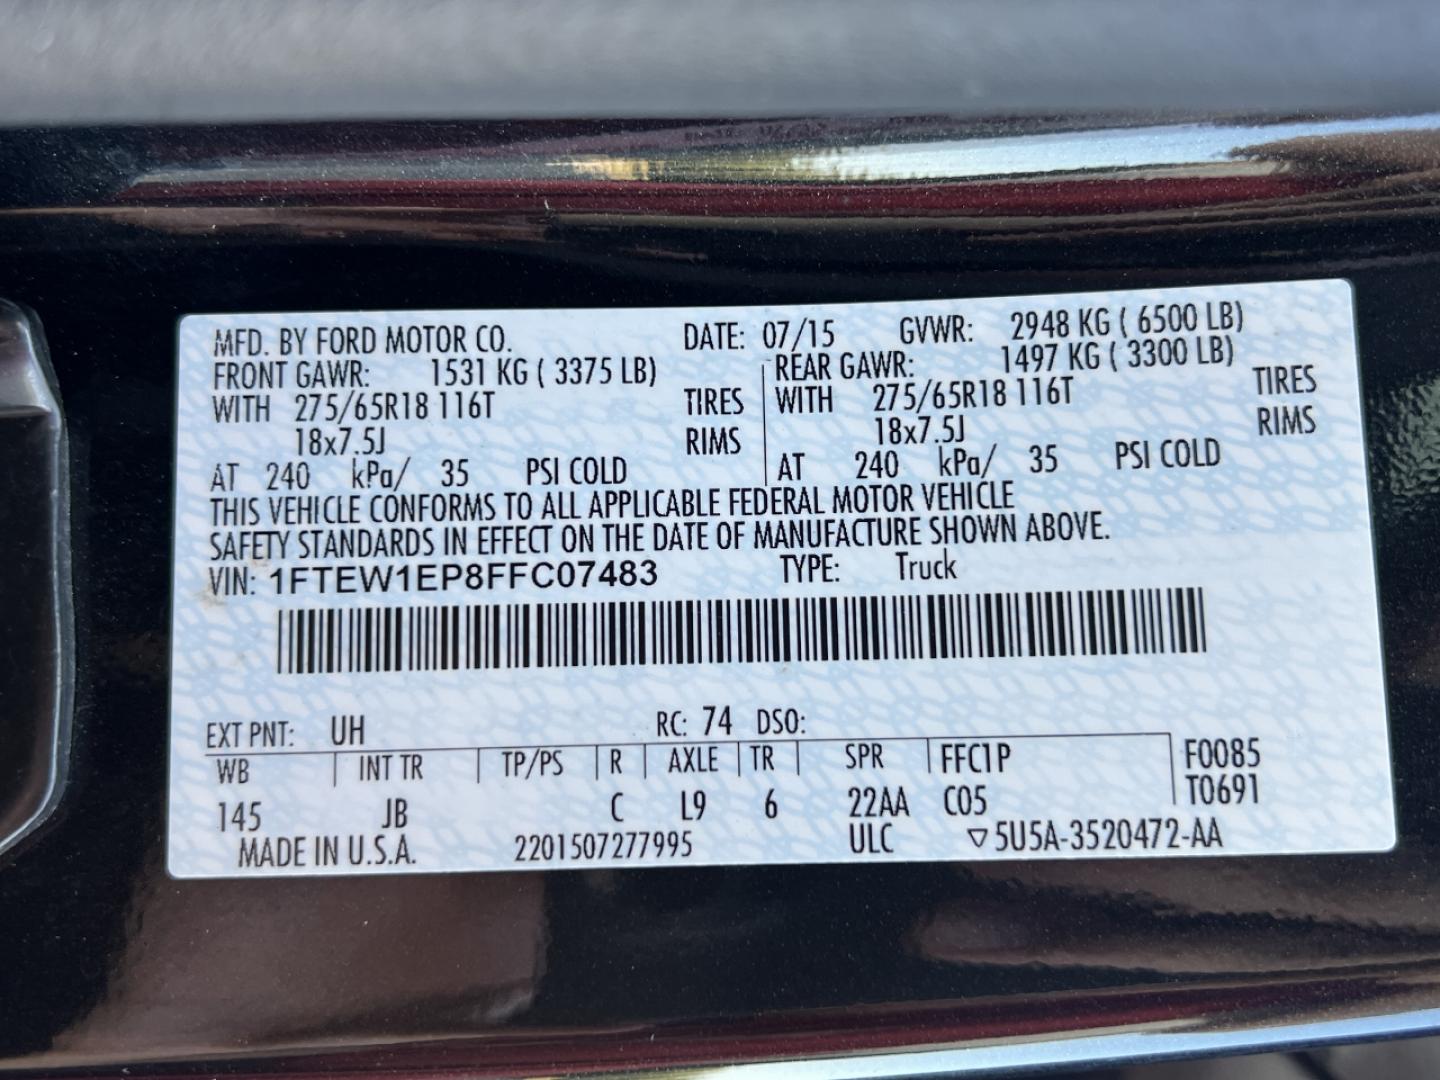 MFD. BY FORD MOTOR CO. DATE: 07/15 GVWR: 2948 KG ( 6500 LB)
FRONT GAWR: 1531 KG ( 3375 LB) REAR GAWR: 1497 KG ( 3300 LB)
WITH 275/65R18 116T TIRES WITH 275/65R18 116T TIRES
18x7.5J RIMS 18x7.5J RIMS
AT 240 kPa/ 35 PSI COLD AT 240 kPa/ 35 PSI COLD
THIS VEHICLE CONFORMS TO ALL APPLICABLE FEDERAL MOTOR VEHICLE
SAFETY STANDARDS IN EFFECT ON THE DATE OF MANUFACTURE SHOWN ABOVE.
VIN: 1FTEW1EP8FFC07483 TYPE: Truck
EXT PNT: UH RC: 74 DSO:
WB INT TR TP/PS R AXLE TR SPR FFC1P F0085
145 JB C L9 6 22AA C05 T0691
MADE IN U.S.A. 2201507277995 ULC ▽5U5A-3520472-AA